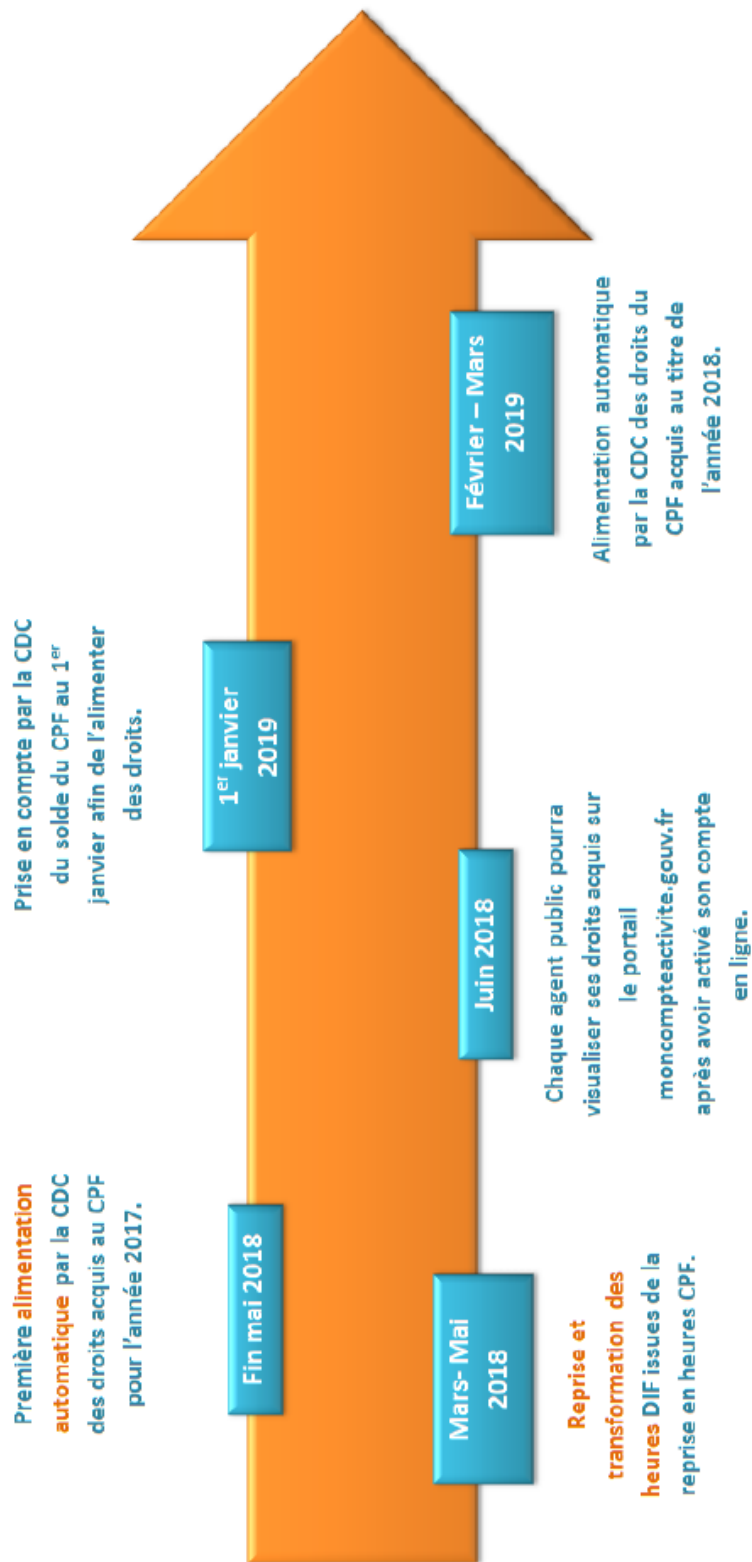 Première alimentation
automatique par la CDC
des droits acquis au CPF
pour l'année 2017.
Fin mai 2018
Mars- Mai
2018
Reprise et
transformation des
heures DIF issues de la
reprise en heures CPF.
Juin 2018
Chaque agent public pourra
visualiser ses droits acquis sur
le portail
moncompteactivite.gouv.fr
après avoir activé son compte
en ligne.
Prise en compte par la CDC
du solde du CPF au 1er
janvier afin de l'alimenter
des droits.
1er janvier
2019
Février – Mars
2019
Alimentation automatique
par la CDC des droits du
CPF acquis au titre de
l'année 2018.